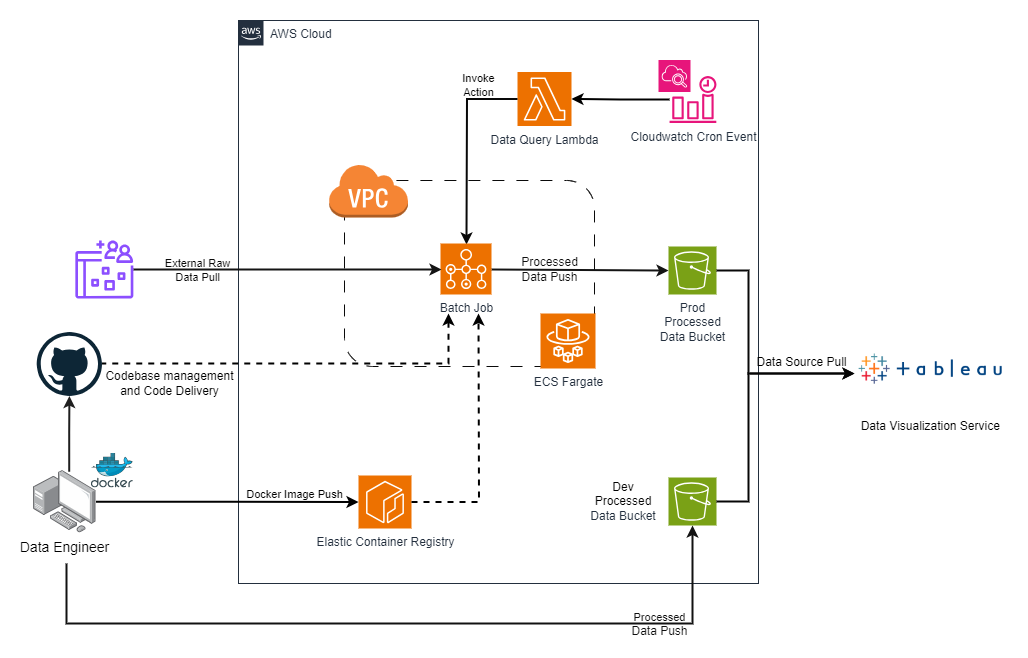 aws
AWS Cloud
Invoke
Action
Data Query Lambda
Cloudwatch Cron Event
VPC
External Raw
Data Pull
Batch Job
Processed
Data Push
Prod
Processed
Data Bucket
ECS Fargate
Codebase management
and Code Delivery
Data Source Pull
+ableau
Data Visualization Service
docker
Docker Image Push
Elastic Container Registry
Dev
Processed
Data Bucket
Data Engineer
Processed
Data Push